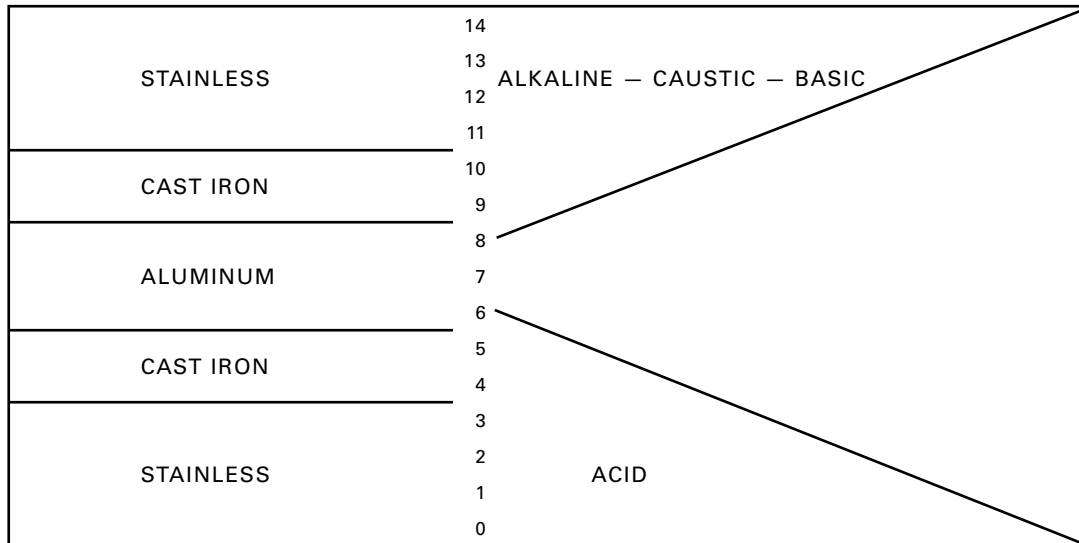 14
13
STAINLESS ALKALINE — CAUSTIC — BASIC
12
11
10
CAST IRON
9
8
ALUMINUM 7
6
5
CAST IRON
4
3
2
STAINLESS ACID
1
0